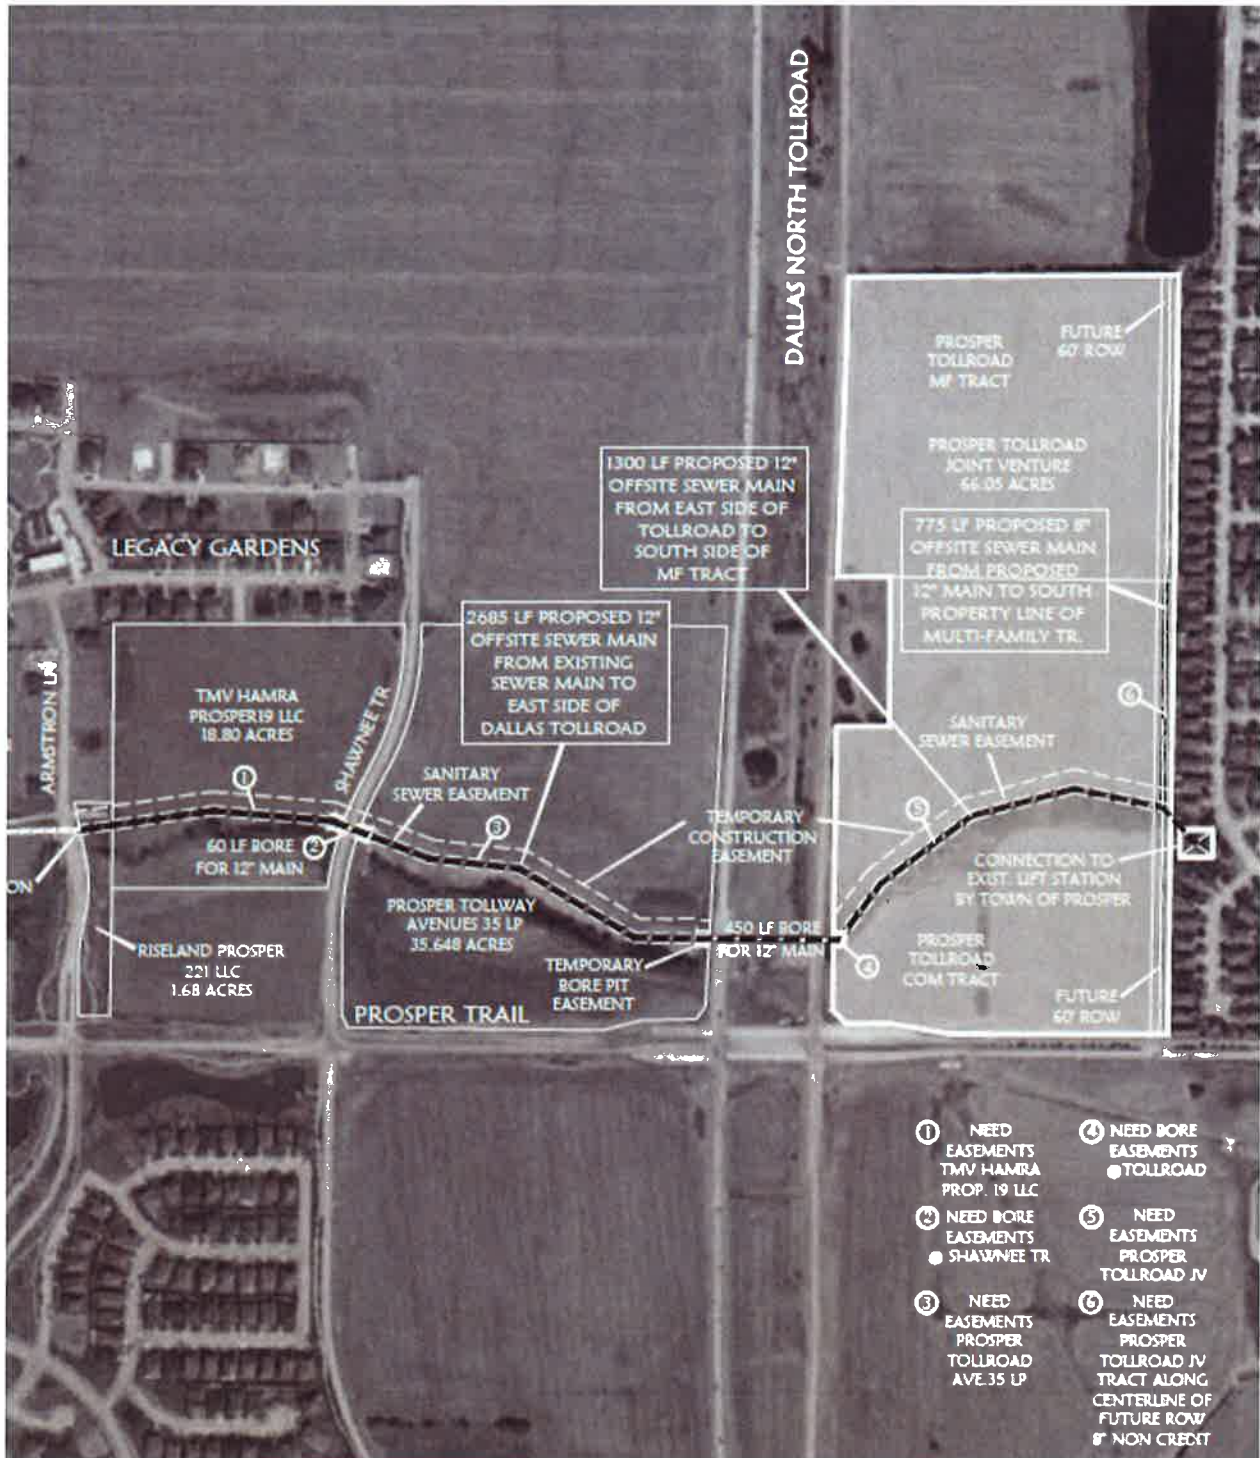 DALLAS NORTH TOLLROAD
PROSPER
TOLLROAD
MF TRACT
FUTURE
60' ROW
PROSPER TOLLROAD
JOINT VENTURE
66.05 ACRES
1300 LF PROPOSED 12"
OFFSITE SEWER MAIN
FROM EAST SIDE OF
TOLLROAD TO
SOUTH SIDE OF
MF TRACT
775 LF PROPOSED 8"
OFFSITE SEWER MAIN
FROM PROPOSED
12" MAIN TO SOUTH
PROPERTY LINE OF
MULTI-FAMILY TR.
LEGACY GARDENS
2685 LF PROPOSED 12"
OFFSITE SEWER MAIN
FROM EXISTING
SEWER MAIN TO
EAST SIDE OF
DALLAS TOLLROAD
ARMSTRON LN
TMV HAMRA
PROSPER19 LLC
18.80 ACRES
SHAWNEE TR
6
SANITARY
SEWER EASEMENT
1
SANITARY
SEWER EASEMENT
3
5
TEMPORARY
CONSTRUCTION
EASEMENT
60 LF BORE
FOR 12" MAIN
2
CONNECTION TO
EXIST. LIFT STATION
BY TOWN OF PROSPER
ON
PROSPER TOLLWAY
AVENUES 35 LP
35.648 ACRES
450 LF BORE
FOR 12" MAIN
4
PROSPER
TOLLROAD
COM TRACT
RISELAND PROSPER
221 LLC
1.68 ACRES
TEMPORARY
BORE PIT
EASEMENT
FUTURE
60' ROW
PROSPER TRAIL
1 NEED
EASEMENTS
TMV HAMRA
PROP. 19 LLC
2 NEED BORE
EASEMENTS
SHAWNEE TR
3 NEED
EASEMENTS
PROSPER
TOLLROAD
AVE.35 LP
4 NEED BORE
EASEMENTS
TOLLROAD
5 NEED
EASEMENTS
PROSPER
TOLLROAD JV
6 NEED
EASEMENTS
PROSPER
TOLLROAD JV
TRACT ALONG
CENTERLINE OF
FUTURE ROW
8" NON CREDIT